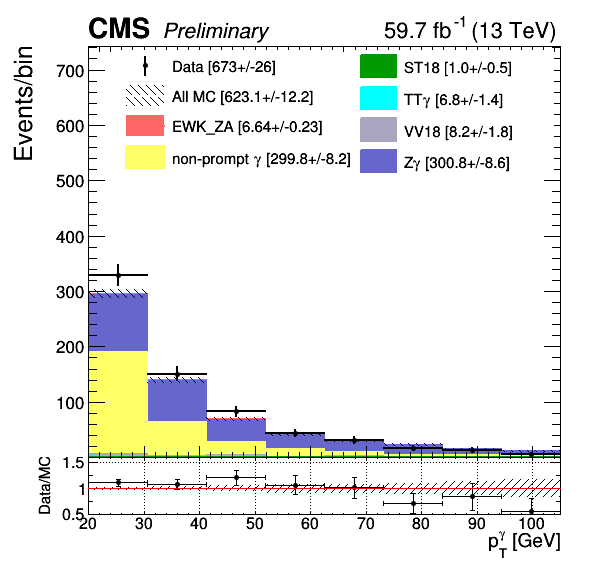 CMS Preliminary 59.7 fb⁻¹ (13 TeV)
Events/bin
Data [673+/-26]
All MC [623.1+/-12.2]
EWK_ZA [6.64+/-0.23]
non-prompt γ [299.8+/-8.2]
ST18 [1.0+/-0.5]
TTγ [6.8+/-1.4]
VV18 [8.2+/-1.8]
Zγ [300.8+/-8.6]
700
600
500
400
300
200
100
Data/MC
1.5
1
0.5
20 30 40 50 60 70 80 90 100
p_T^γ [GeV]